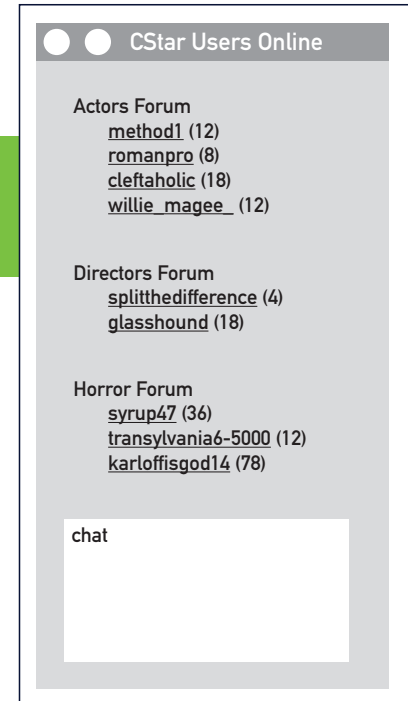 CStar Users Online
Actors Forum
method1 (12)
romanpro (8)
cleftaholic (18)
willie_magee_ (12)
Directors Forum
splitthedifference (4)
glasshound (18)
Horror Forum
syrup47 (36)
transylvania6-5000 (12)
karloffisgod14 (78)
chat